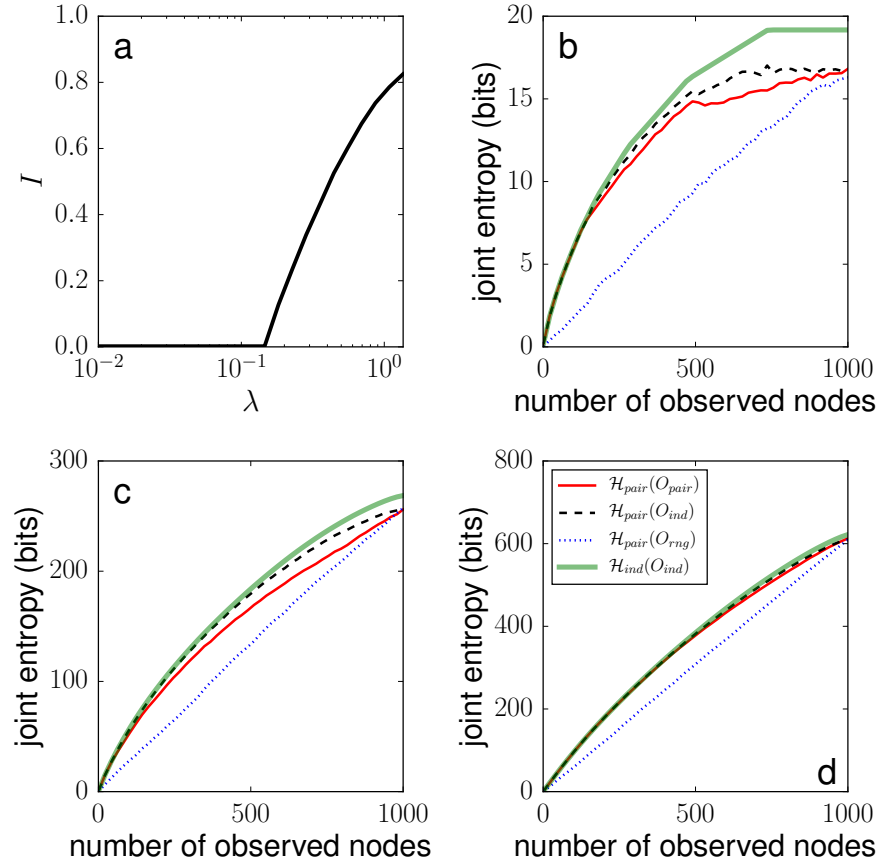 a
I
1.0
0.8
0.6
0.4
0.2
0.0
10⁻²
10⁻¹
10⁰
λ
b
joint entropy (bits)
20
15
10
5
0
0
500
1000
number of observed nodes
c
joint entropy (bits)
300
200
100
0
0
500
1000
number of observed nodes
d
joint entropy (bits)
800
600
400
200
0
0
500
1000
number of observed nodes
ℋ_pair(O_pair)
ℋ_pair(O_ind)
ℋ_pair(O_rng)
ℋ_ind(O_ind)